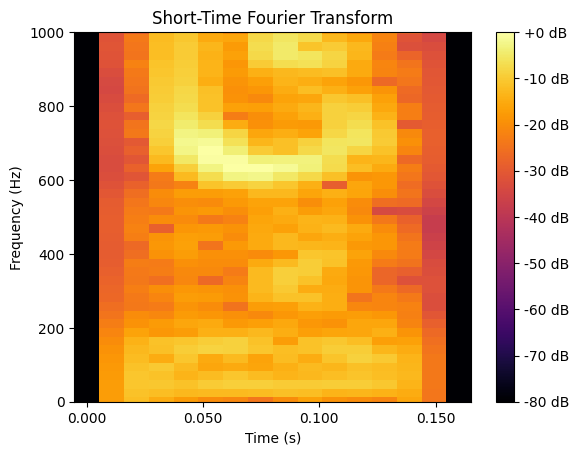 Short-Time Fourier Transform
1000
800
600
400
200
0
Frequency (Hz)
0.000
0.050
0.100
0.150
Time (s)
+0 dB
-10 dB
-20 dB
-30 dB
-40 dB
-50 dB
-60 dB
-70 dB
-80 dB